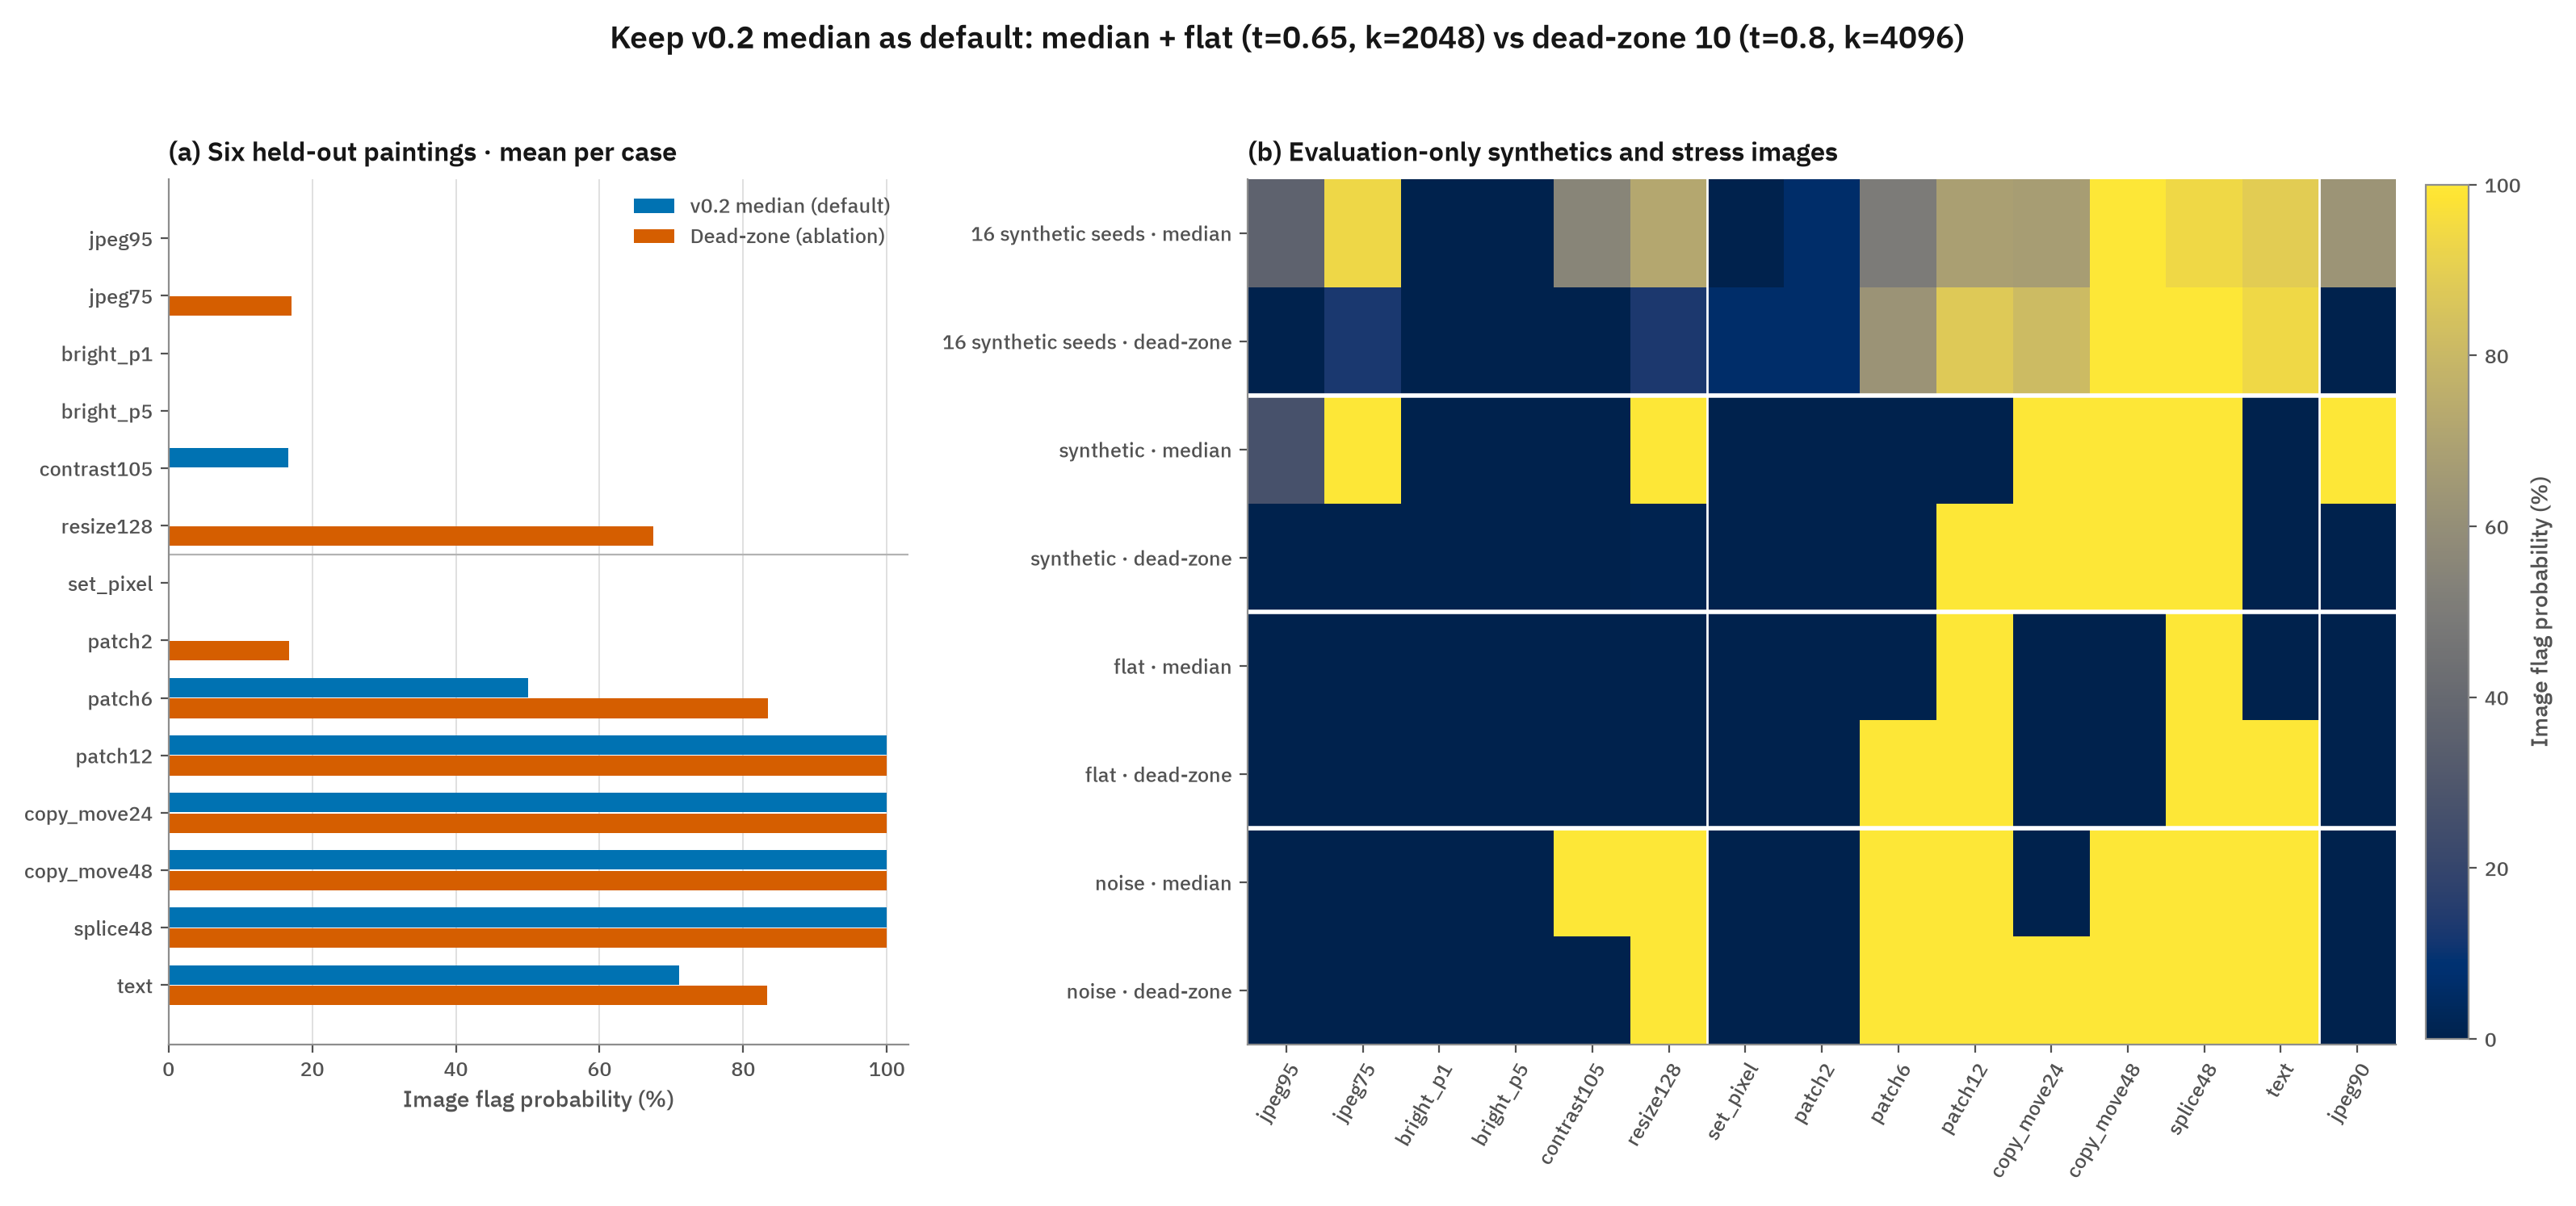 Keep v0.2 median as default: median + flat (t=0.65, k=2048) vs dead-zone 10 (t=0.8, k=4096)
(a) Six held-out paintings · mean per case
v0.2 median (default)
Dead-zone (ablation)
jpeg95
jpeg75
bright_p1
bright_p5
contrast105
resize128
set_pixel
patch2
patch6
patch12
copy_move24
copy_move48
splice48
text
0 20 40 60 80 100
Image flag probability (%)
(b) Evaluation-only synthetics and stress images
16 synthetic seeds · median
16 synthetic seeds · dead-zone
synthetic · median
synthetic · dead-zone
flat · median
flat · dead-zone
noise · median
noise · dead-zone
jpeg95
jpeg75
bright_p1
bright_p5
contrast105
resize128
set_pixel
patch2
patch6
patch12
copy_move24
copy_move48
splice48
text
jpeg90
100
80
60
40
20
0
Image flag probability (%)